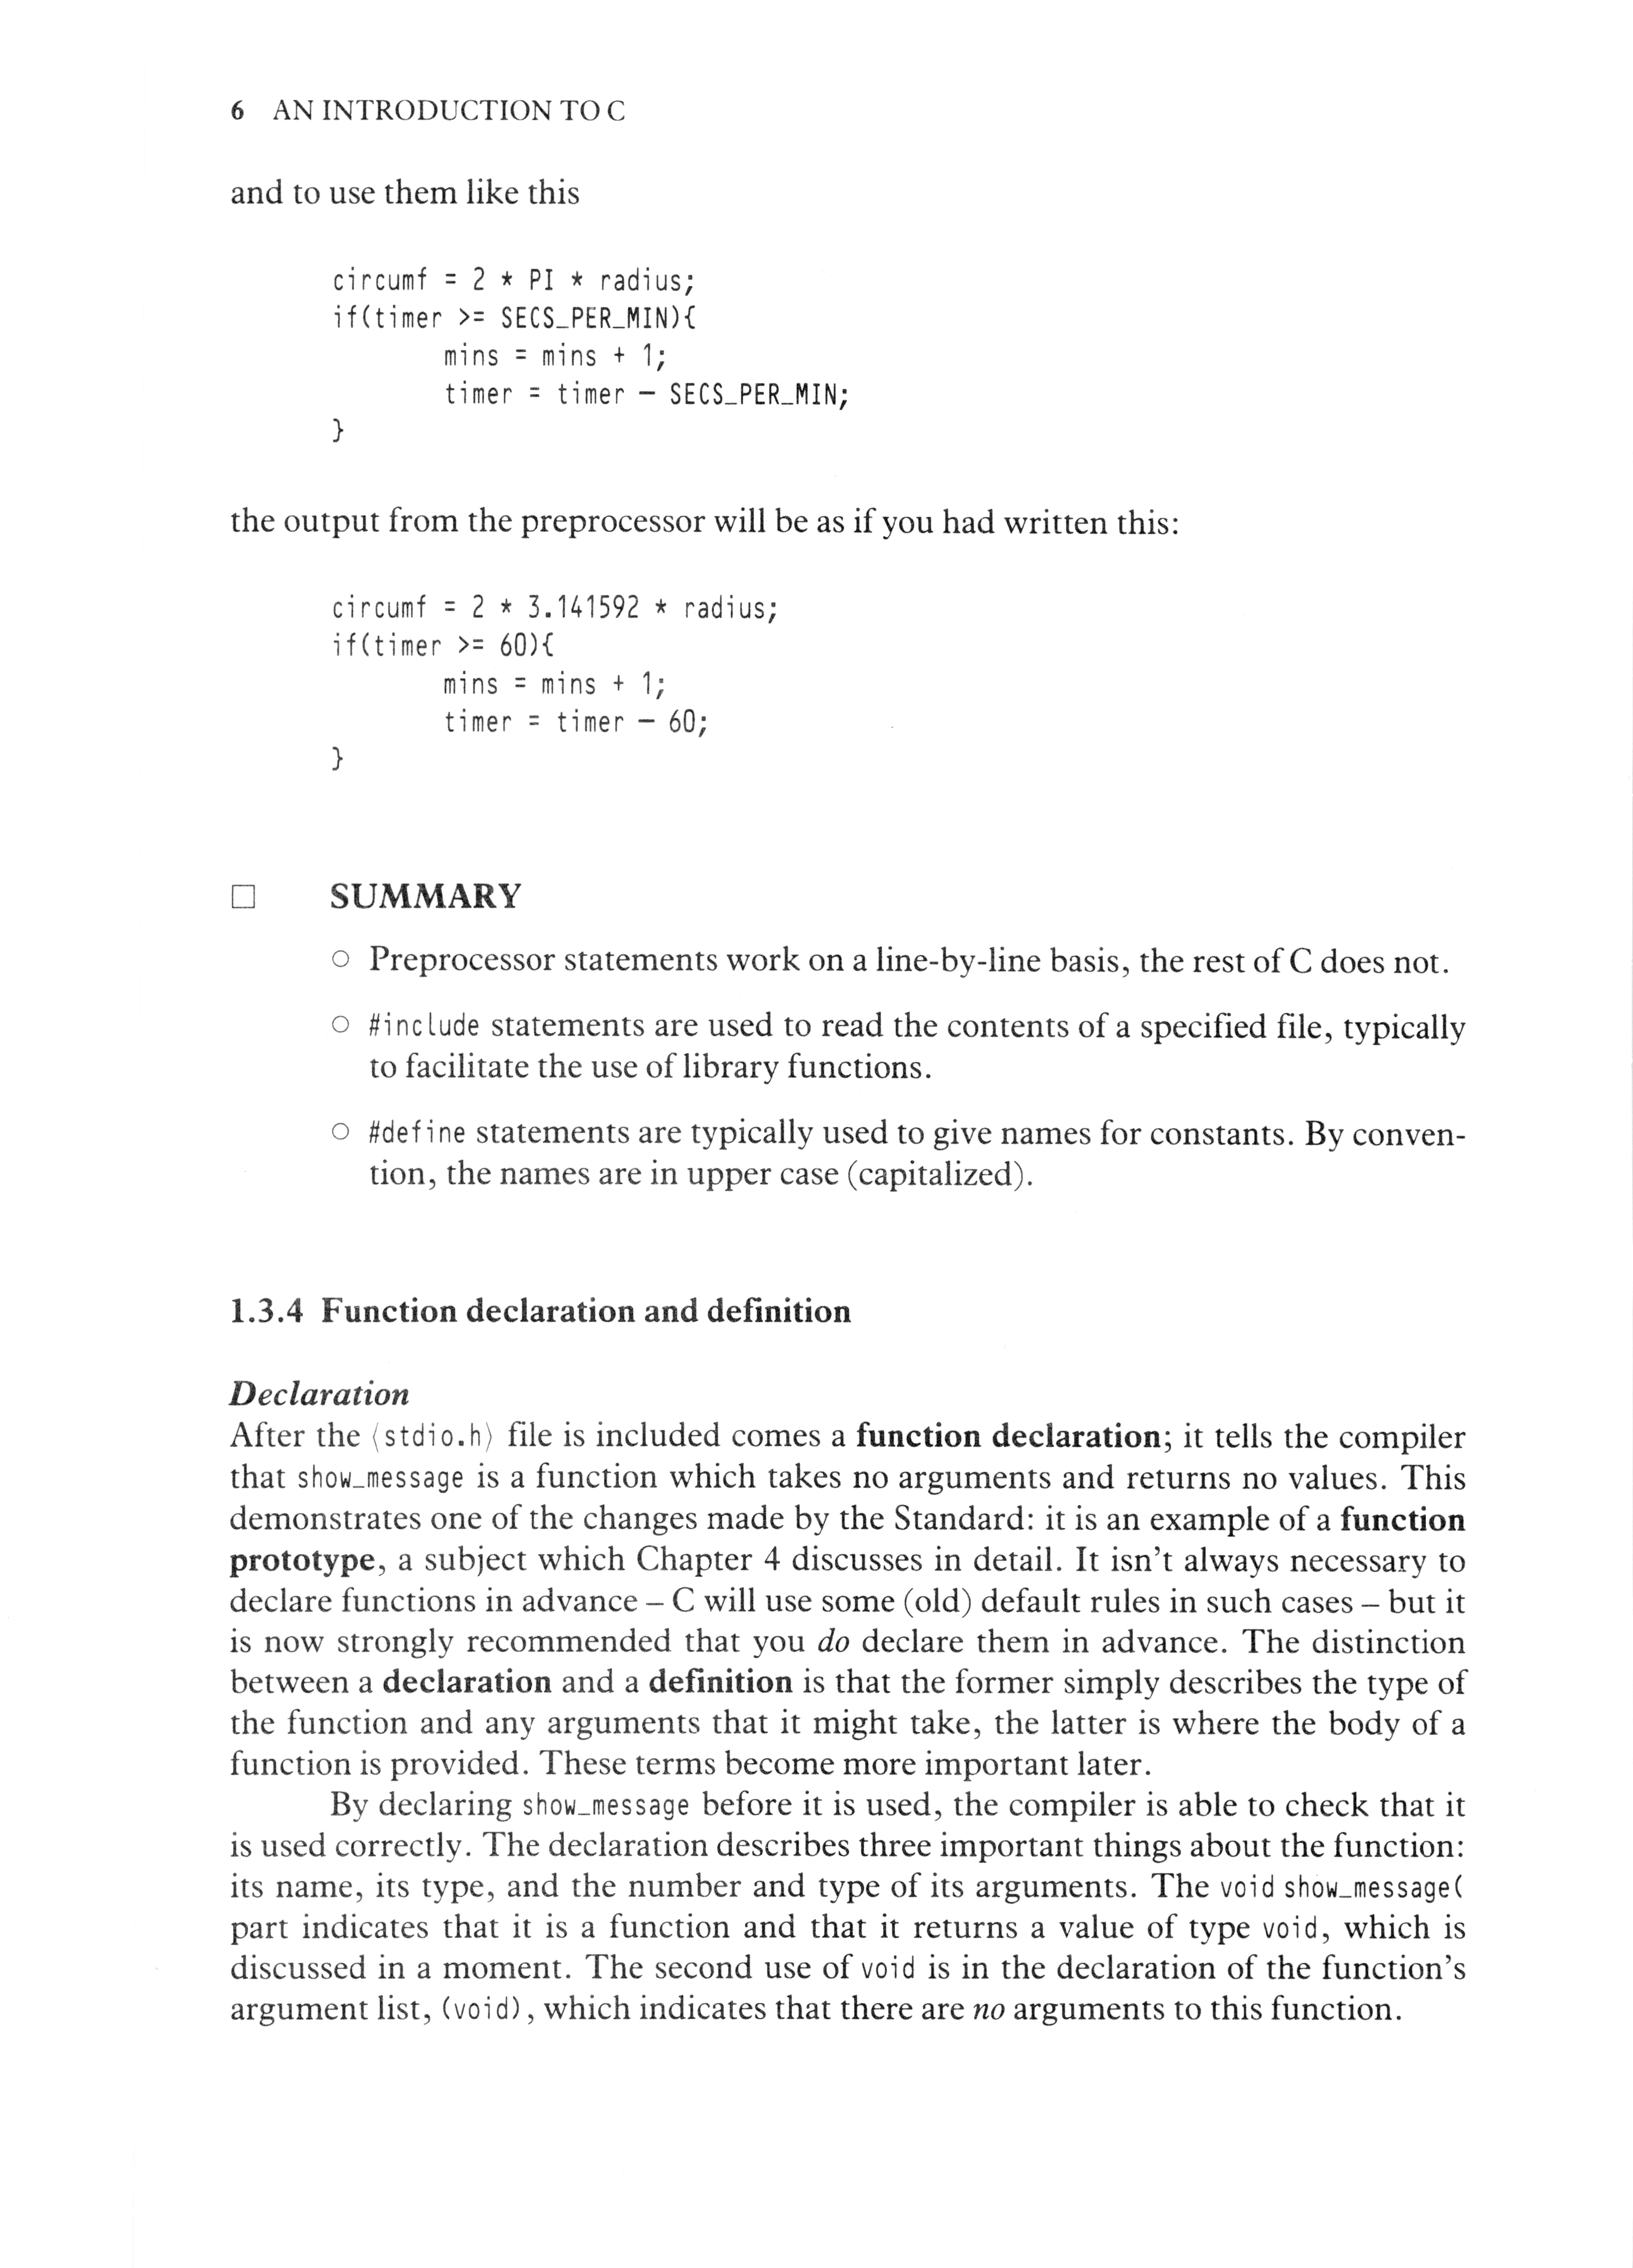 6 AN INTRODUCTION TO C
and to use them like this
circumf = 2 * PI * radius;
if(timer >= SECS_PER_MIN){
        mins = mins + 1;
        timer = timer — SECS_PER_MIN;
}
the output from the preprocessor will be as if you had written this:
circumf = 2 * 3.141592 * radius;
if(timer >= 60){
        mins = mins + 1;
        timer = timer — 60;
}
□ SUMMARY
○ Preprocessor statements work on a line-by-line basis, the rest of C does not.
○ #include statements are used to read the contents of a specified file, typically
to facilitate the use of library functions.
○ #define statements are typically used to give names for constants. By conven-
tion, the names are in upper case (capitalized).
1.3.4 Function declaration and definition
Declaration
After the ⟨stdio.h⟩ file is included comes a function declaration; it tells the compiler
that show_message is a function which takes no arguments and returns no values. This
demonstrates one of the changes made by the Standard: it is an example of a function
prototype, a subject which Chapter 4 discusses in detail. It isn't always necessary to
declare functions in advance – C will use some (old) default rules in such cases – but it
is now strongly recommended that you do declare them in advance. The distinction
between a declaration and a definition is that the former simply describes the type of
the function and any arguments that it might take, the latter is where the body of a
function is provided. These terms become more important later.
By declaring show_message before it is used, the compiler is able to check that it
is used correctly. The declaration describes three important things about the function:
its name, its type, and the number and type of its arguments. The void show_message(
part indicates that it is a function and that it returns a value of type void, which is
discussed in a moment. The second use of void is in the declaration of the function's
argument list, (void), which indicates that there are no arguments to this function.